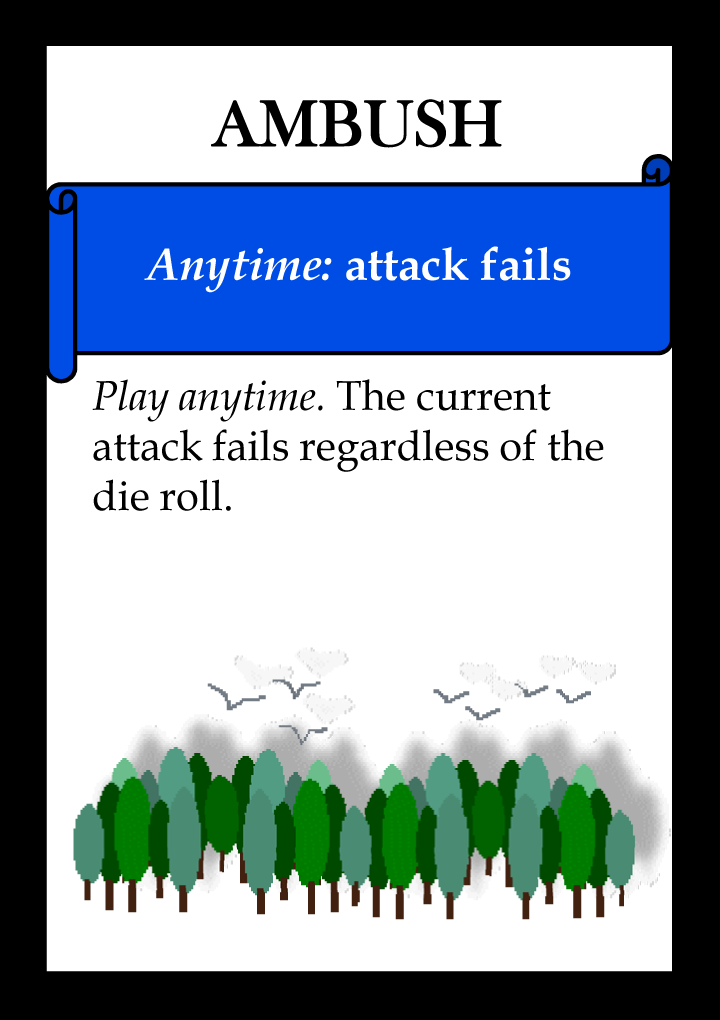 AMBUSH
Anytime: attack fails
Play anytime. The current
attack fails regardless of the
die roll.